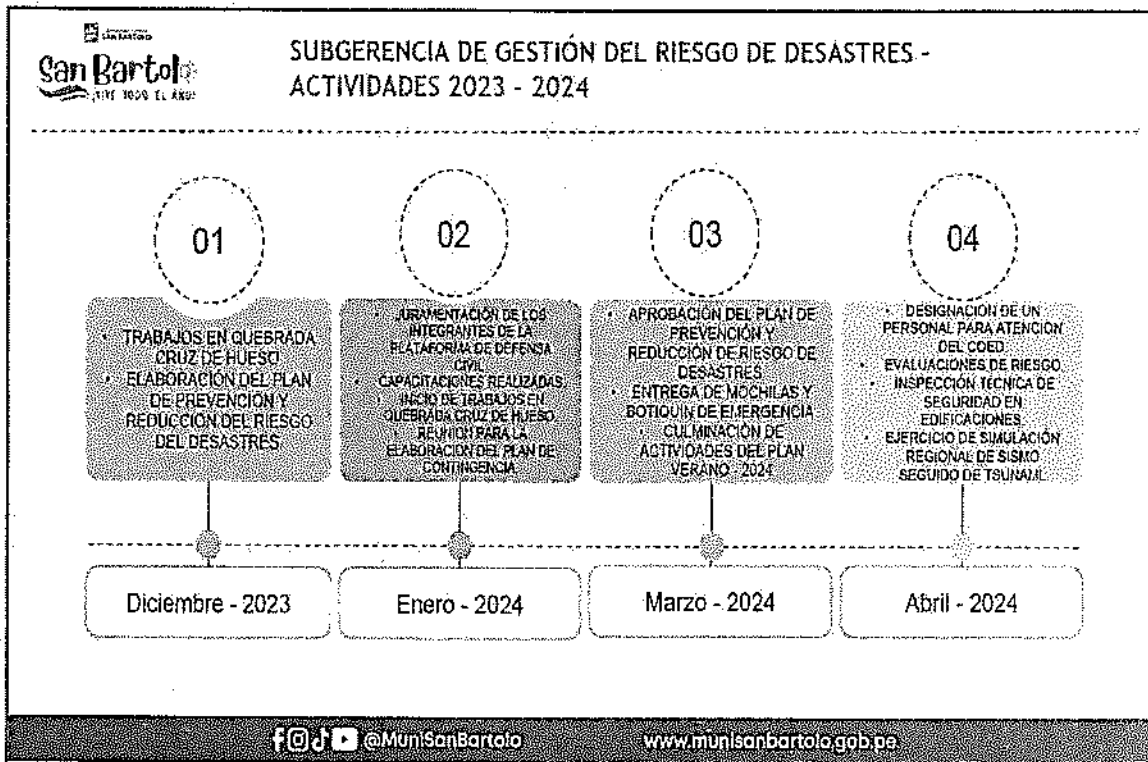 SAN BARTOLO
San Bartolo
¡VIVE TODO EL AÑO!
SUBGERENCIA DE GESTIÓN DEL RIESGO DE DESASTRES -
ACTIVIDADES 2023 - 2024
01
• TRABAJOS EN QUEBRADA
CRUZ DE HUESO
• ELABORACIÓN DEL PLAN
DE PREVENCIÓN Y
REDUCCIÓN DEL RIESGO
DEL DESASTRES
Diciembre - 2023
02
• JURAMENTACIÓN DE LOS
INTEGRANTES DE LA
PLATAFORMA DE DEFENSA
CIVIL
• CAPACITACIONES REALIZADAS.
• INICIO DE TRABAJOS EN
QUEBRADA CRUZ DE HUESO
REUNIÓN PARA LA
ELABORACIÓN DEL PLAN DE
CONTINGENCIA.
Enero - 2024
03
• APROBACIÓN DEL PLAN DE
PREVENCIÓN Y
REDUCCIÓN DE RIESGO DE
DESASTRES
• ENTREGA DE MOCHILAS Y
BOTIQUIN DE EMERGENCIA
• CULMINACIÓN DE
ACTIVIDADES DEL PLAN
VERANO - 2024
Marzo - 2024
04
• DESIGNACIÓN DE UN
PERSONAL PARA ATENCIÓN
DEL COED
• EVALUACIONES DE RIESGO.
• INSPECCIÓN TÉCNICA DE
SEGURIDAD EN
EDIFICACIONES
• EJERCICIO DE SIMULACIÓN
REGIONAL DE SISMO
SEGUIDO DE TSUNAMI.
Abril - 2024
@MuniSanBartolo
www.munisanbartolo.gob.pe